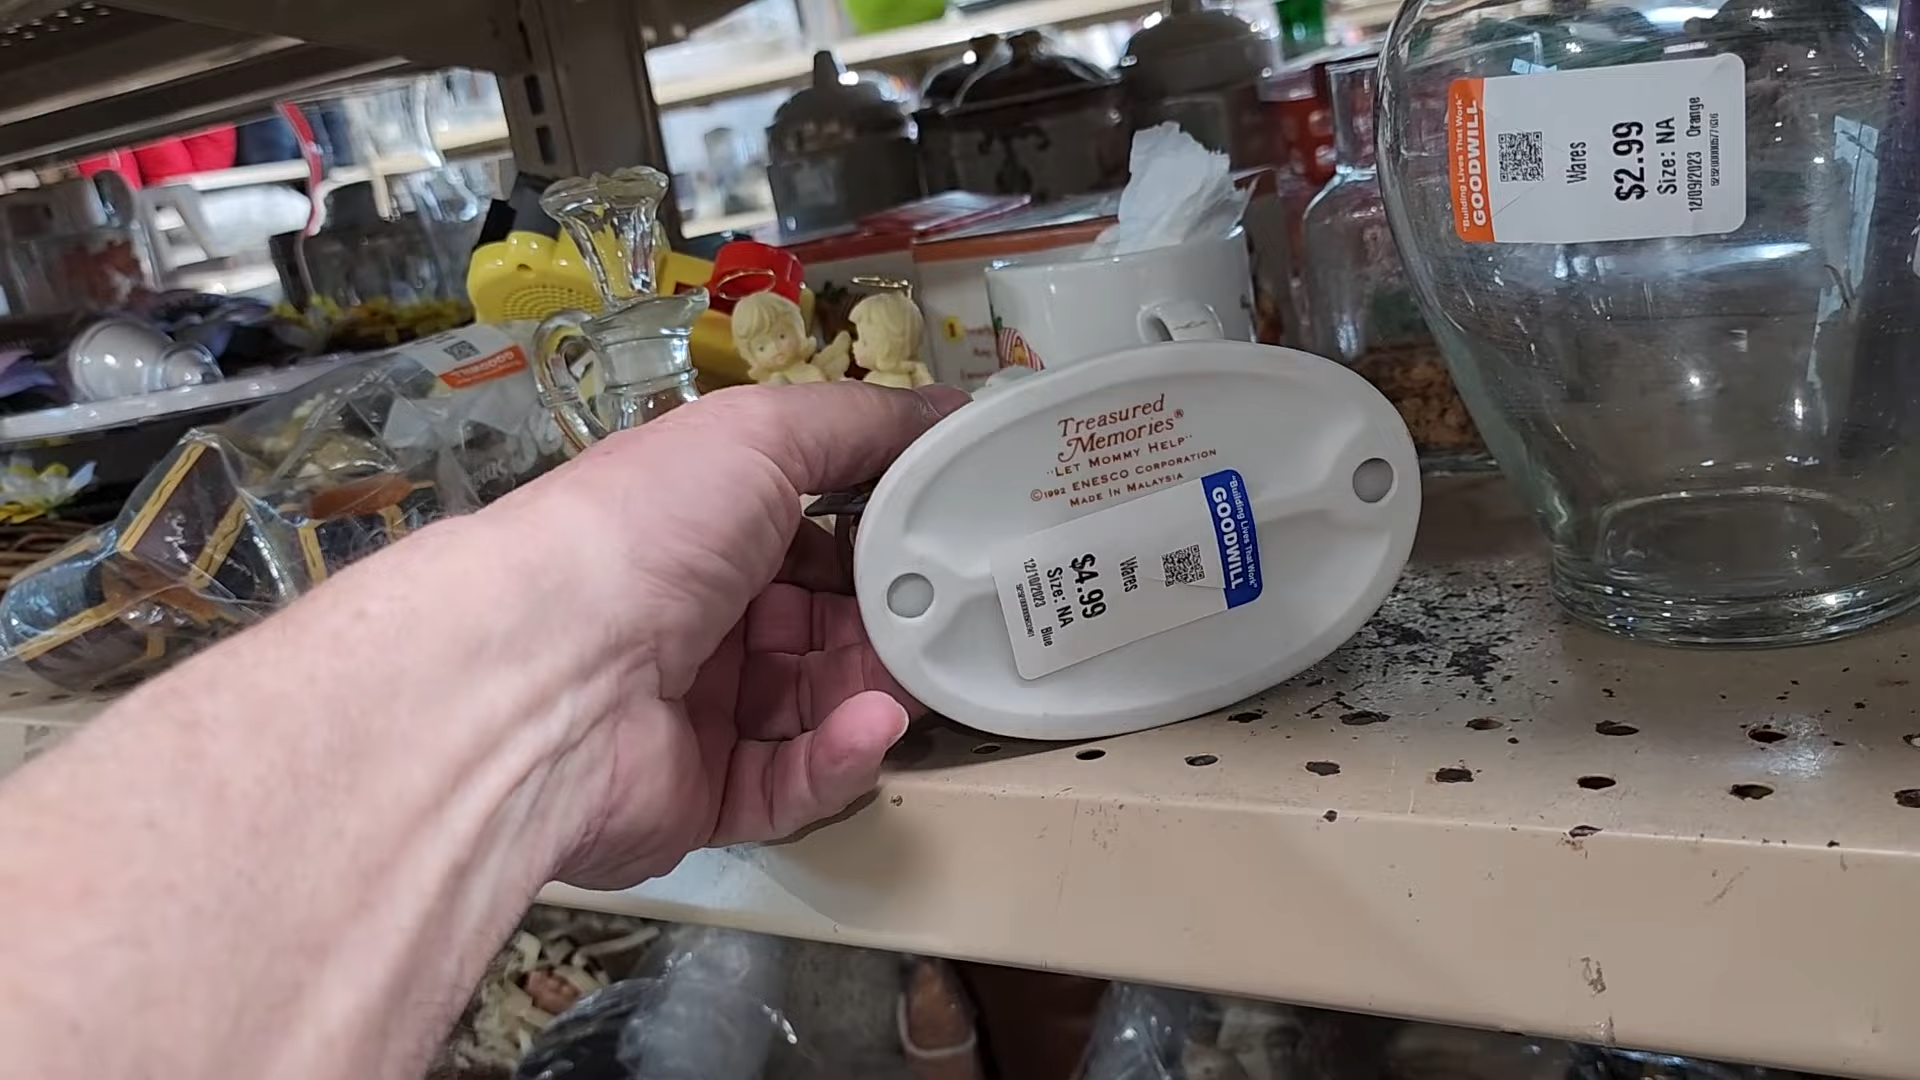 Treasured
Memories®
"LET MOMMY HELP"
©1992 ENESCO CORPORATION
MADE IN MALAYSIA
"Building Lives That Work"
GOODWILL
Wares
$4.99
Size: NA
12/10/2023 Blue
"Building Lives That Work"
GOODWILL
Wares
$2.99
Size: NA
12/09/2023 Orange
GOODWILL